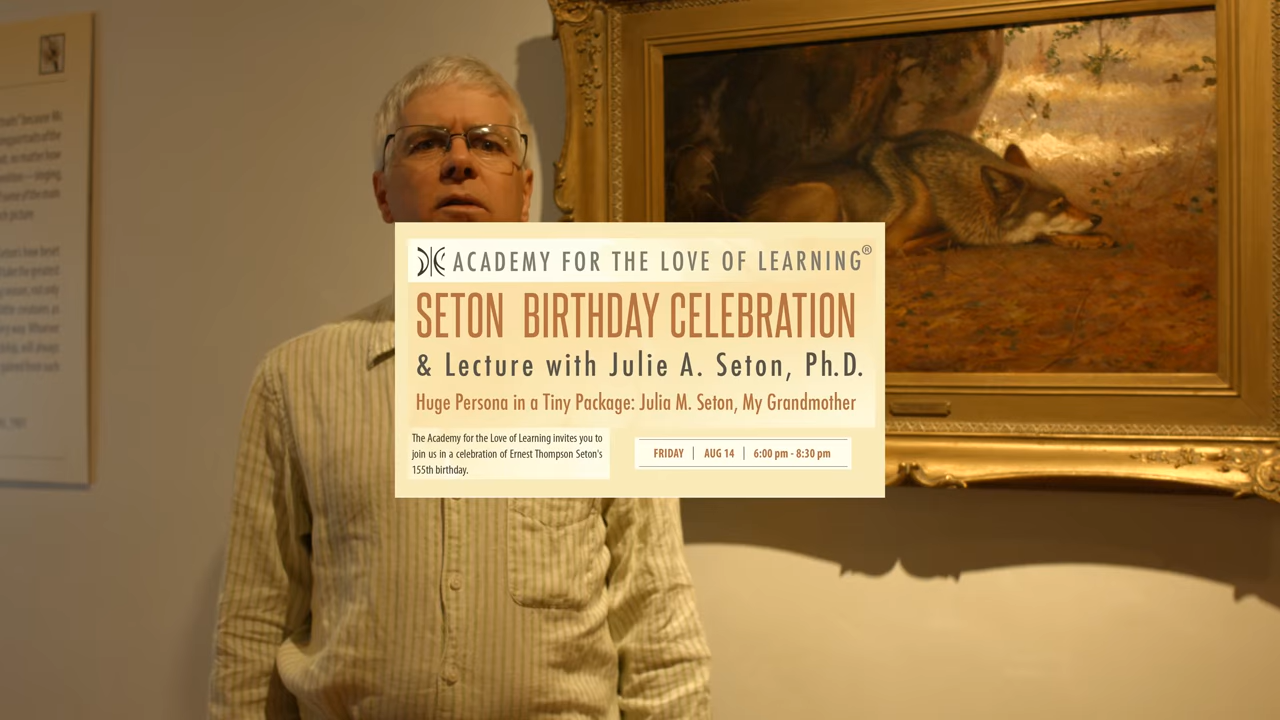 ACADEMY FOR THE LOVE OF LEARNING®
SETON BIRTHDAY CELEBRATION
& Lecture with Julie A. Seton, Ph.D.
Huge Persona in a Tiny Package: Julia M. Seton, My Grandmother
The Academy for the Love of Learning invites you to
join us in a celebration of Ernest Thompson Seton's
155th birthday.
FRIDAY | AUG 14 | 6:00 pm - 8:30 pm